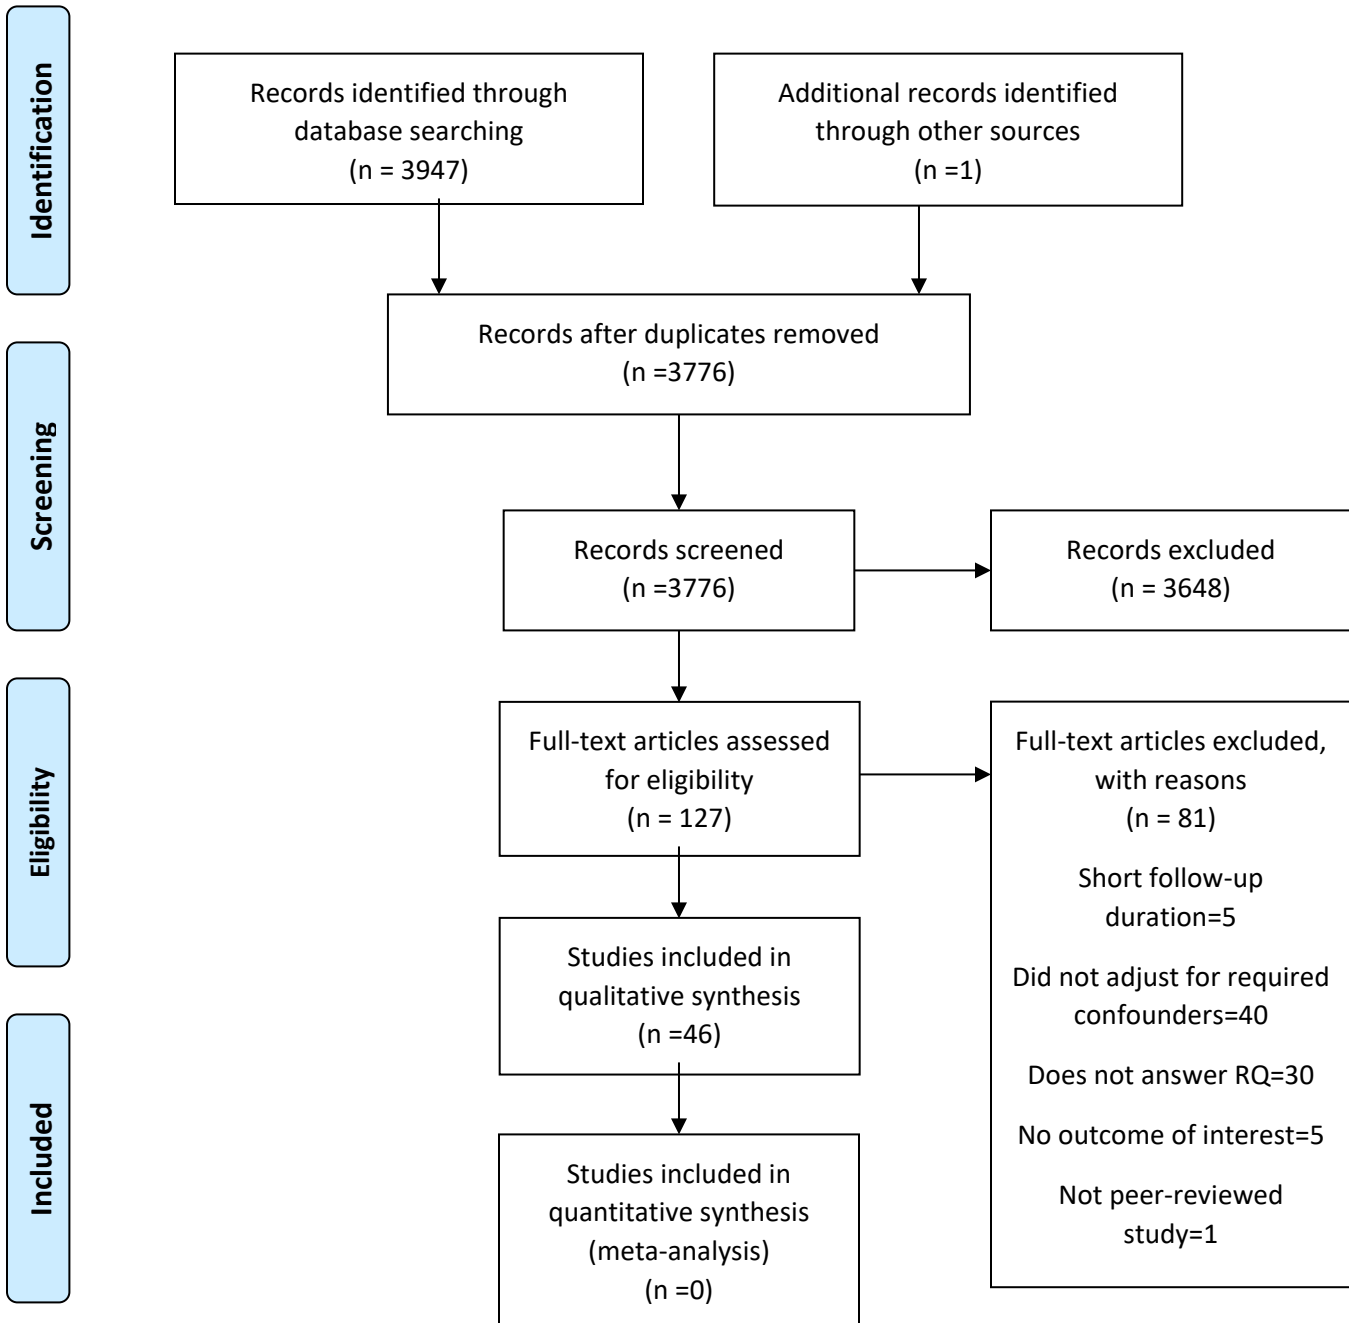 Identification
Records identified through
database searching
(n = 3947)
Additional records identified
through other sources
(n =1)
Records after duplicates removed
(n =3776)
Screening
Records screened
(n =3776)
Records excluded
(n = 3648)
Eligibility
Full-text articles assessed
for eligibility
(n = 127)
Full-text articles excluded,
with reasons
(n = 81)
Short follow-up
duration=5
Did not adjust for required
confounders=40
Does not answer RQ=30
No outcome of interest=5
Not peer-reviewed
study=1
Studies included in
qualitative synthesis
(n =46)
Included
Studies included in
quantitative synthesis
(meta-analysis)
(n =0)